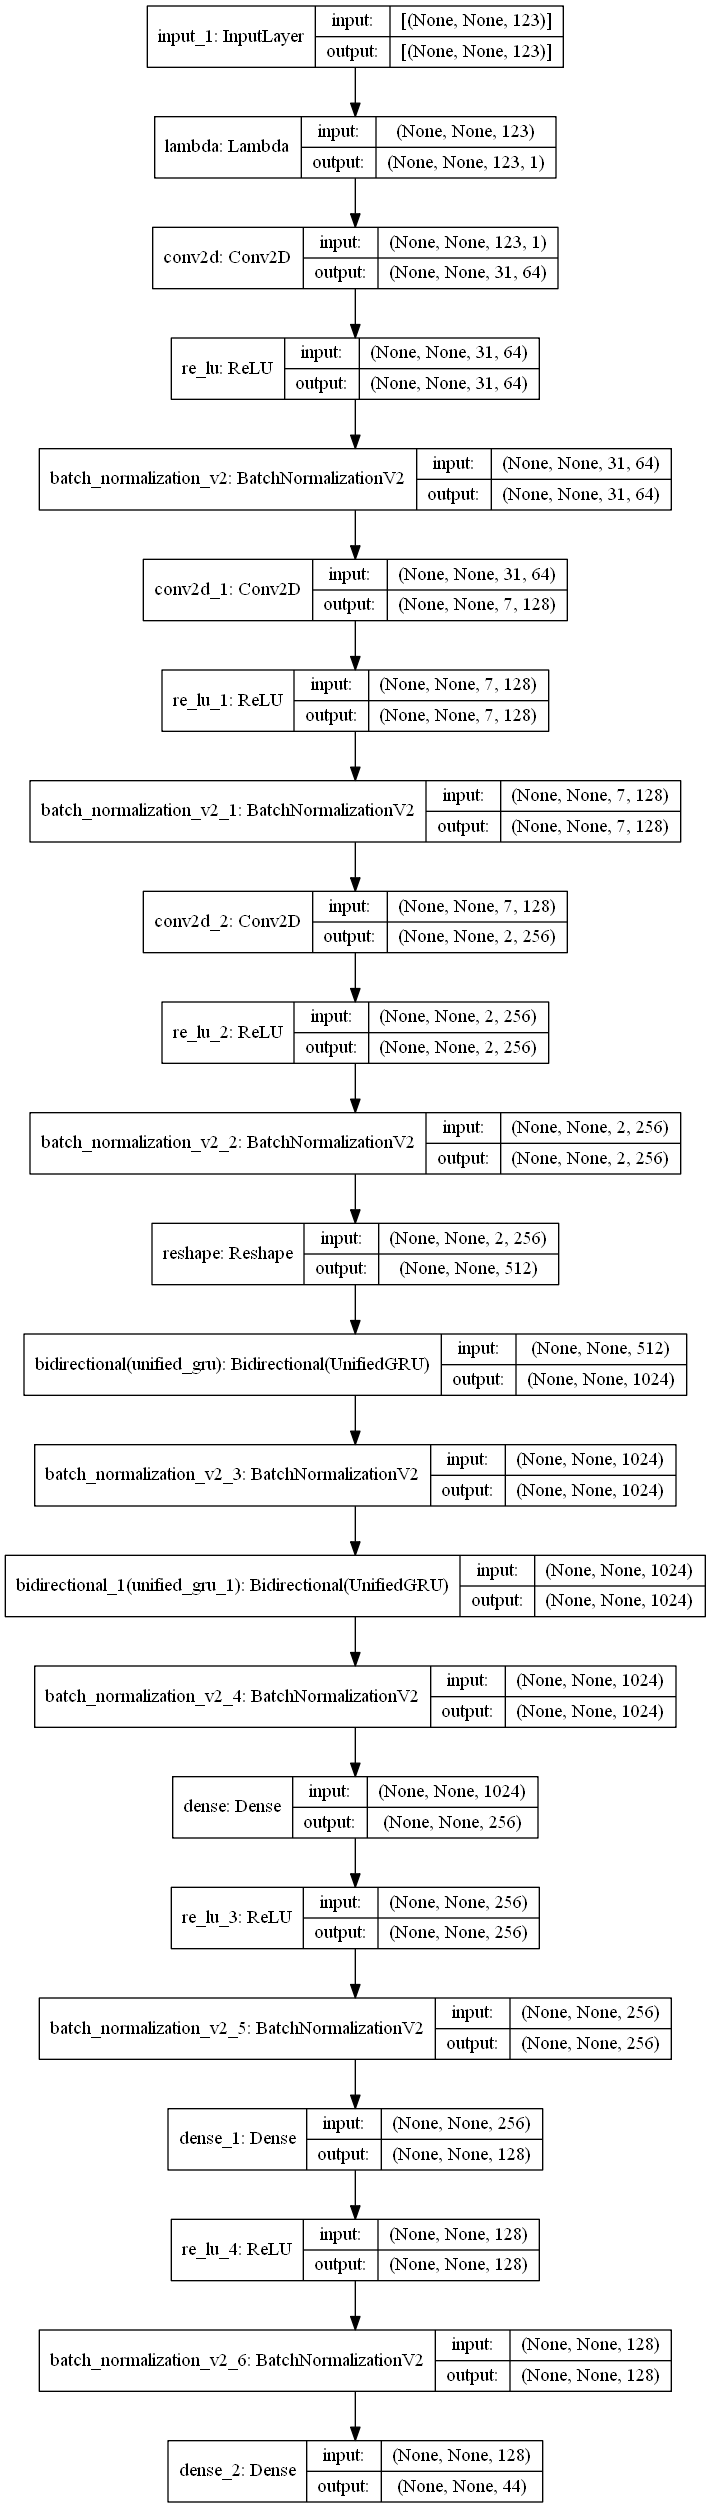 input_1: InputLayer
input: [(None, None, 123)]
output: [(None, None, 123)]
lambda: Lambda
input: (None, None, 123)
output: (None, None, 123, 1)
conv2d: Conv2D
input: (None, None, 123, 1)
output: (None, None, 31, 64)
re_lu: ReLU
input: (None, None, 31, 64)
output: (None, None, 31, 64)
batch_normalization_v2: BatchNormalizationV2
input: (None, None, 31, 64)
output: (None, None, 31, 64)
conv2d_1: Conv2D
input: (None, None, 31, 64)
output: (None, None, 7, 128)
re_lu_1: ReLU
input: (None, None, 7, 128)
output: (None, None, 7, 128)
batch_normalization_v2_1: BatchNormalizationV2
input: (None, None, 7, 128)
output: (None, None, 7, 128)
conv2d_2: Conv2D
input: (None, None, 7, 128)
output: (None, None, 2, 256)
re_lu_2: ReLU
input: (None, None, 2, 256)
output: (None, None, 2, 256)
batch_normalization_v2_2: BatchNormalizationV2
input: (None, None, 2, 256)
output: (None, None, 2, 256)
reshape: Reshape
input: (None, None, 2, 256)
output: (None, None, 512)
bidirectional(unified_gru): Bidirectional(UnifiedGRU)
input: (None, None, 512)
output: (None, None, 1024)
batch_normalization_v2_3: BatchNormalizationV2
input: (None, None, 1024)
output: (None, None, 1024)
bidirectional_1(unified_gru_1): Bidirectional(UnifiedGRU)
input: (None, None, 1024)
output: (None, None, 1024)
batch_normalization_v2_4: BatchNormalizationV2
input: (None, None, 1024)
output: (None, None, 1024)
dense: Dense
input: (None, None, 1024)
output: (None, None, 256)
re_lu_3: ReLU
input: (None, None, 256)
output: (None, None, 256)
batch_normalization_v2_5: BatchNormalizationV2
input: (None, None, 256)
output: (None, None, 256)
dense_1: Dense
input: (None, None, 256)
output: (None, None, 128)
re_lu_4: ReLU
input: (None, None, 128)
output: (None, None, 128)
batch_normalization_v2_6: BatchNormalizationV2
input: (None, None, 128)
output: (None, None, 128)
dense_2: Dense
input: (None, None, 128)
output: (None, None, 44)